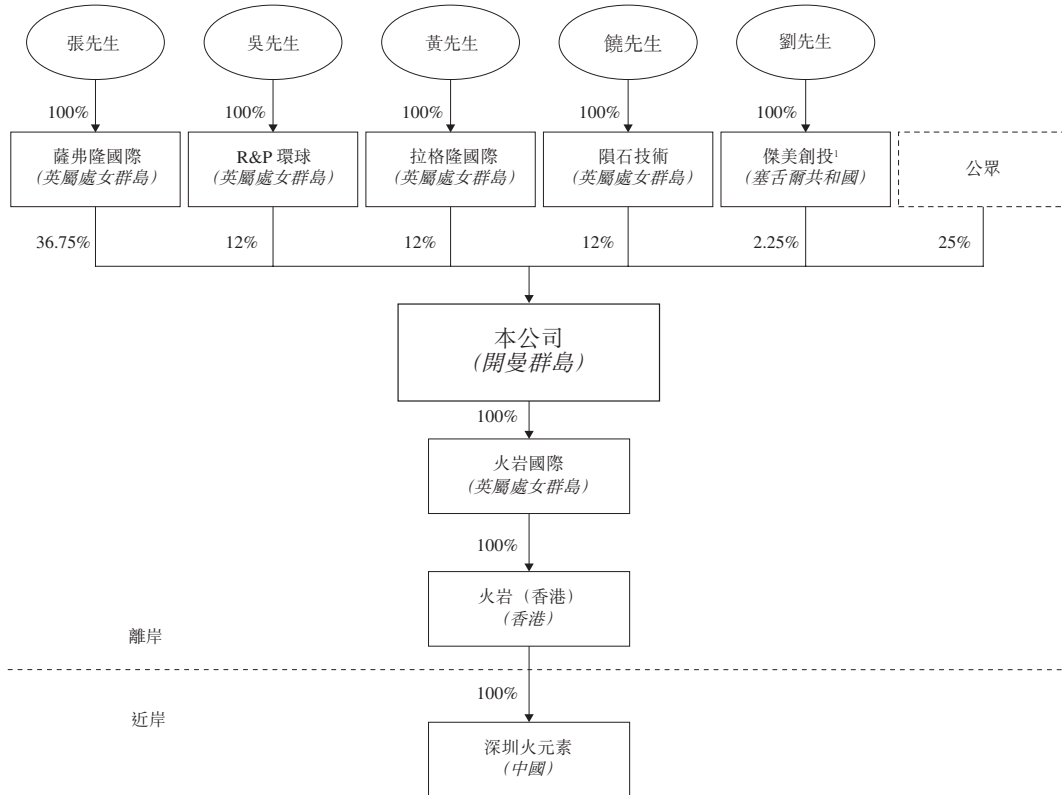 張先生
吳先生
黃先生
饒先生
劉先生
100%
100%
100%
100%
100%
薩弗隆國際
(英屬處女群島)
R&P 環球
(英屬處女群島)
拉格隆國際
(英屬處女群島)
隕石技術
(英屬處女群島)
傑美創投¹
(塞舌爾共和國)
公眾
36.75%
12%
12%
12%
2.25%
25%
本公司
(開曼群島)
100%
火岩國際
(英屬處女群島)
100%
火岩（香港）
(香港)
離岸
100%
近岸
深圳火元素
(中國)